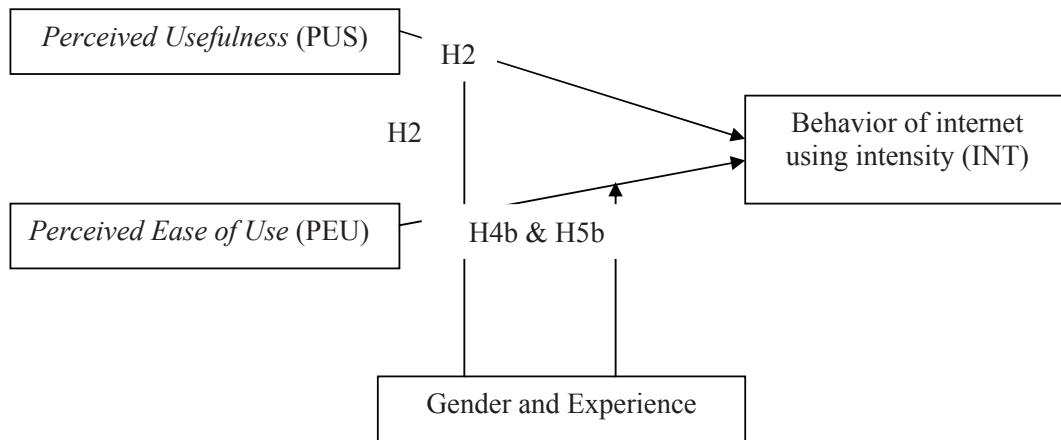 Perceived Usefulness (PUS)
H2
H2
Behavior of internet
using intensity (INT)
Perceived Ease of Use (PEU)
H4b & H5b
Gender and Experience